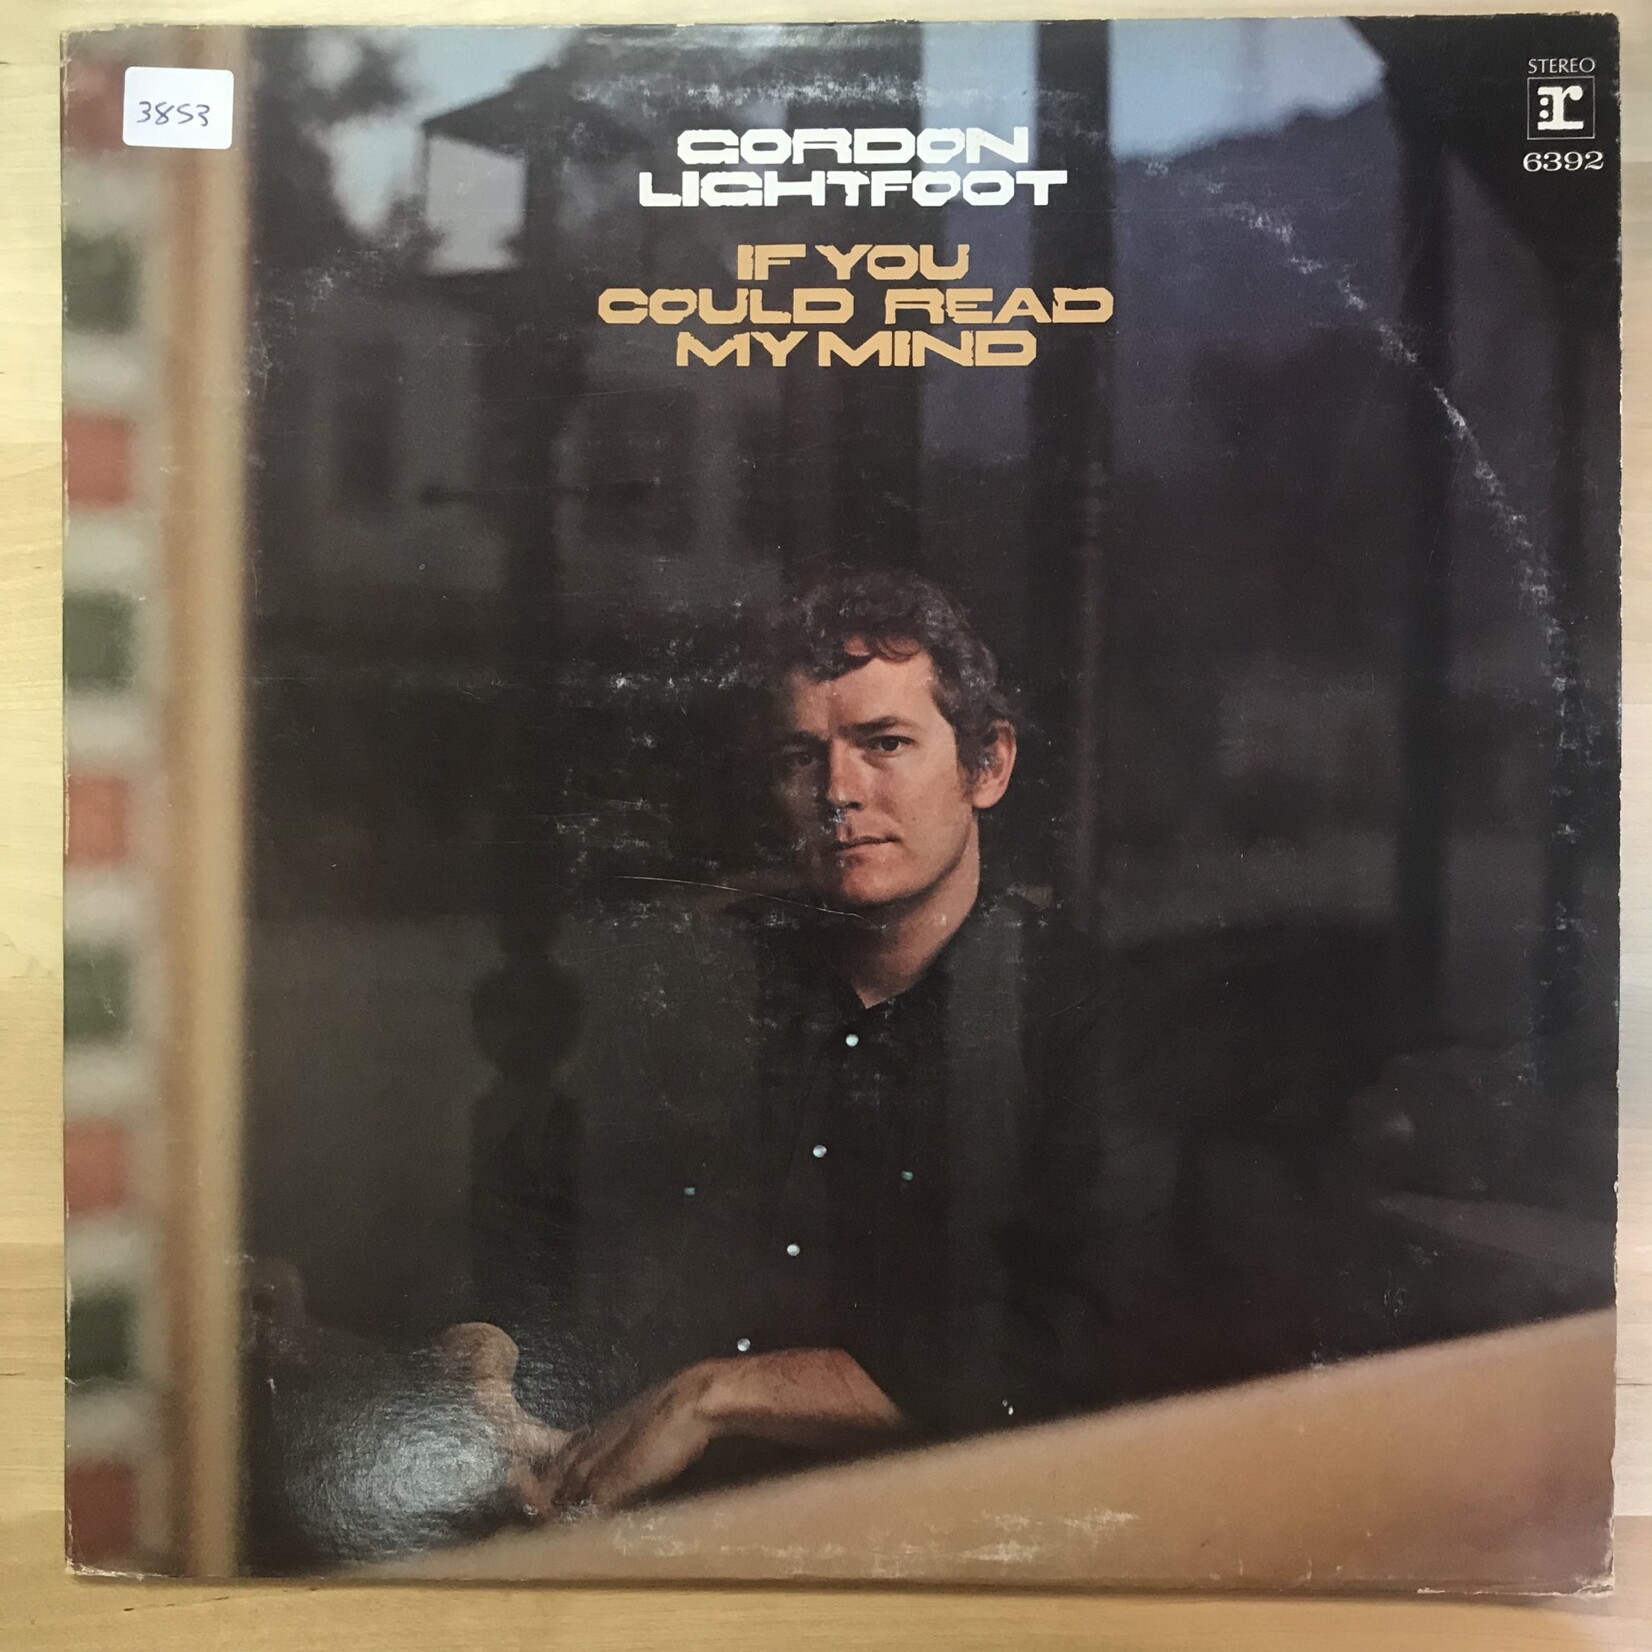 3853
STEREO
r
6392
GORDON
LIGHTFOOT
IF YOU
COULD READ
MY MIND